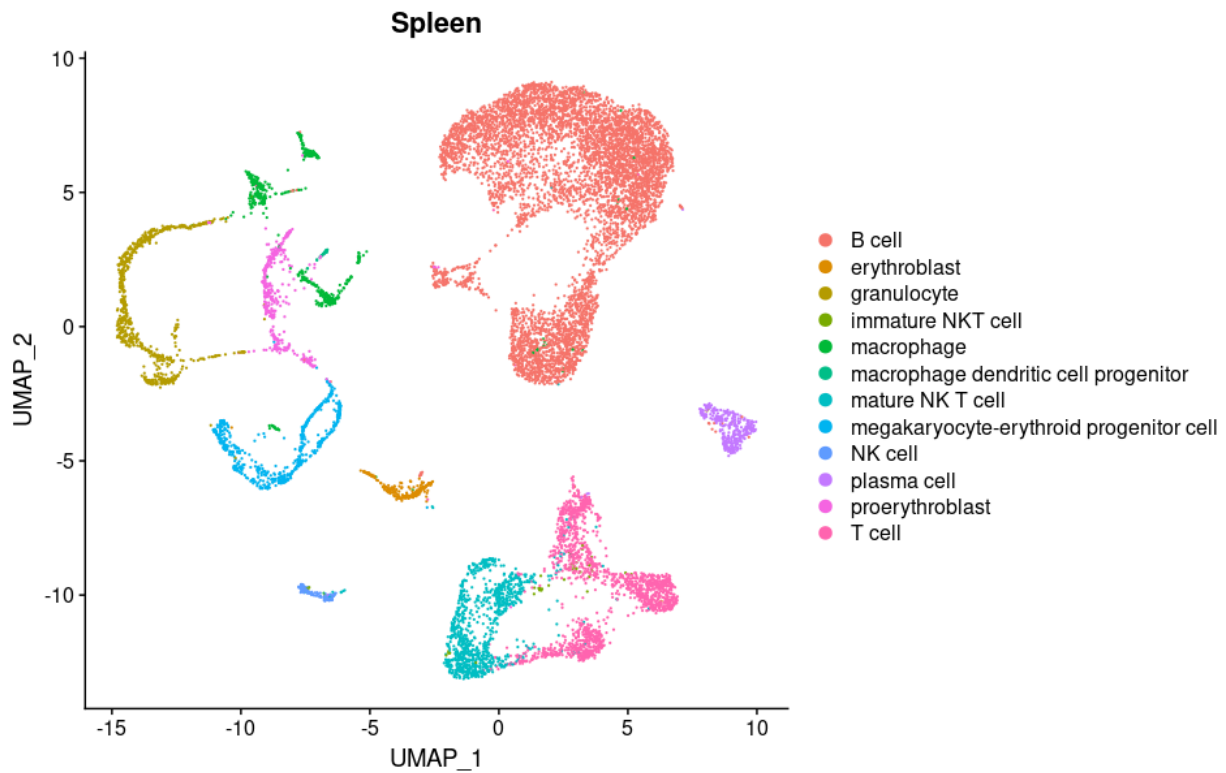 Spleen
10
5
0
-5
-10
UMAP_2
-15
-10
-5
0
5
10
UMAP_1
B cell
erythroblast
granulocyte
immature NKT cell
macrophage
macrophage dendritic cell progenitor
mature NK T cell
megakaryocyte-erythroid progenitor cell
NK cell
plasma cell
proerythroblast
T cell